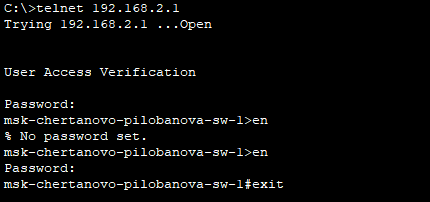 C:\>telnet 192.168.2.1
Trying 192.168.2.1 ...Open
User Access Verification
Password:
msk-chertanovo-pilobanova-sw-1>en
% No password set.
msk-chertanovo-pilobanova-sw-1>en
Password:
msk-chertanovo-pilobanova-sw-1#exit